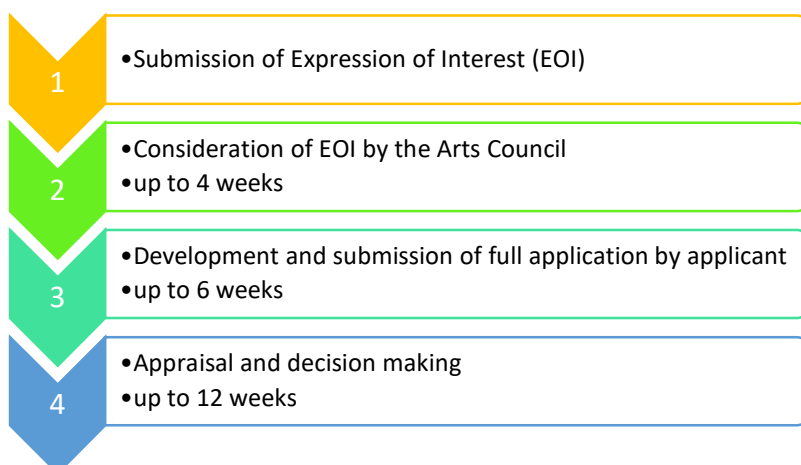 1
•Submission of Expression of Interest (EOI)
2
•Consideration of EOI by the Arts Council
•up to 4 weeks
3
•Development and submission of full application by applicant
•up to 6 weeks
4
•Appraisal and decision making
•up to 12 weeks